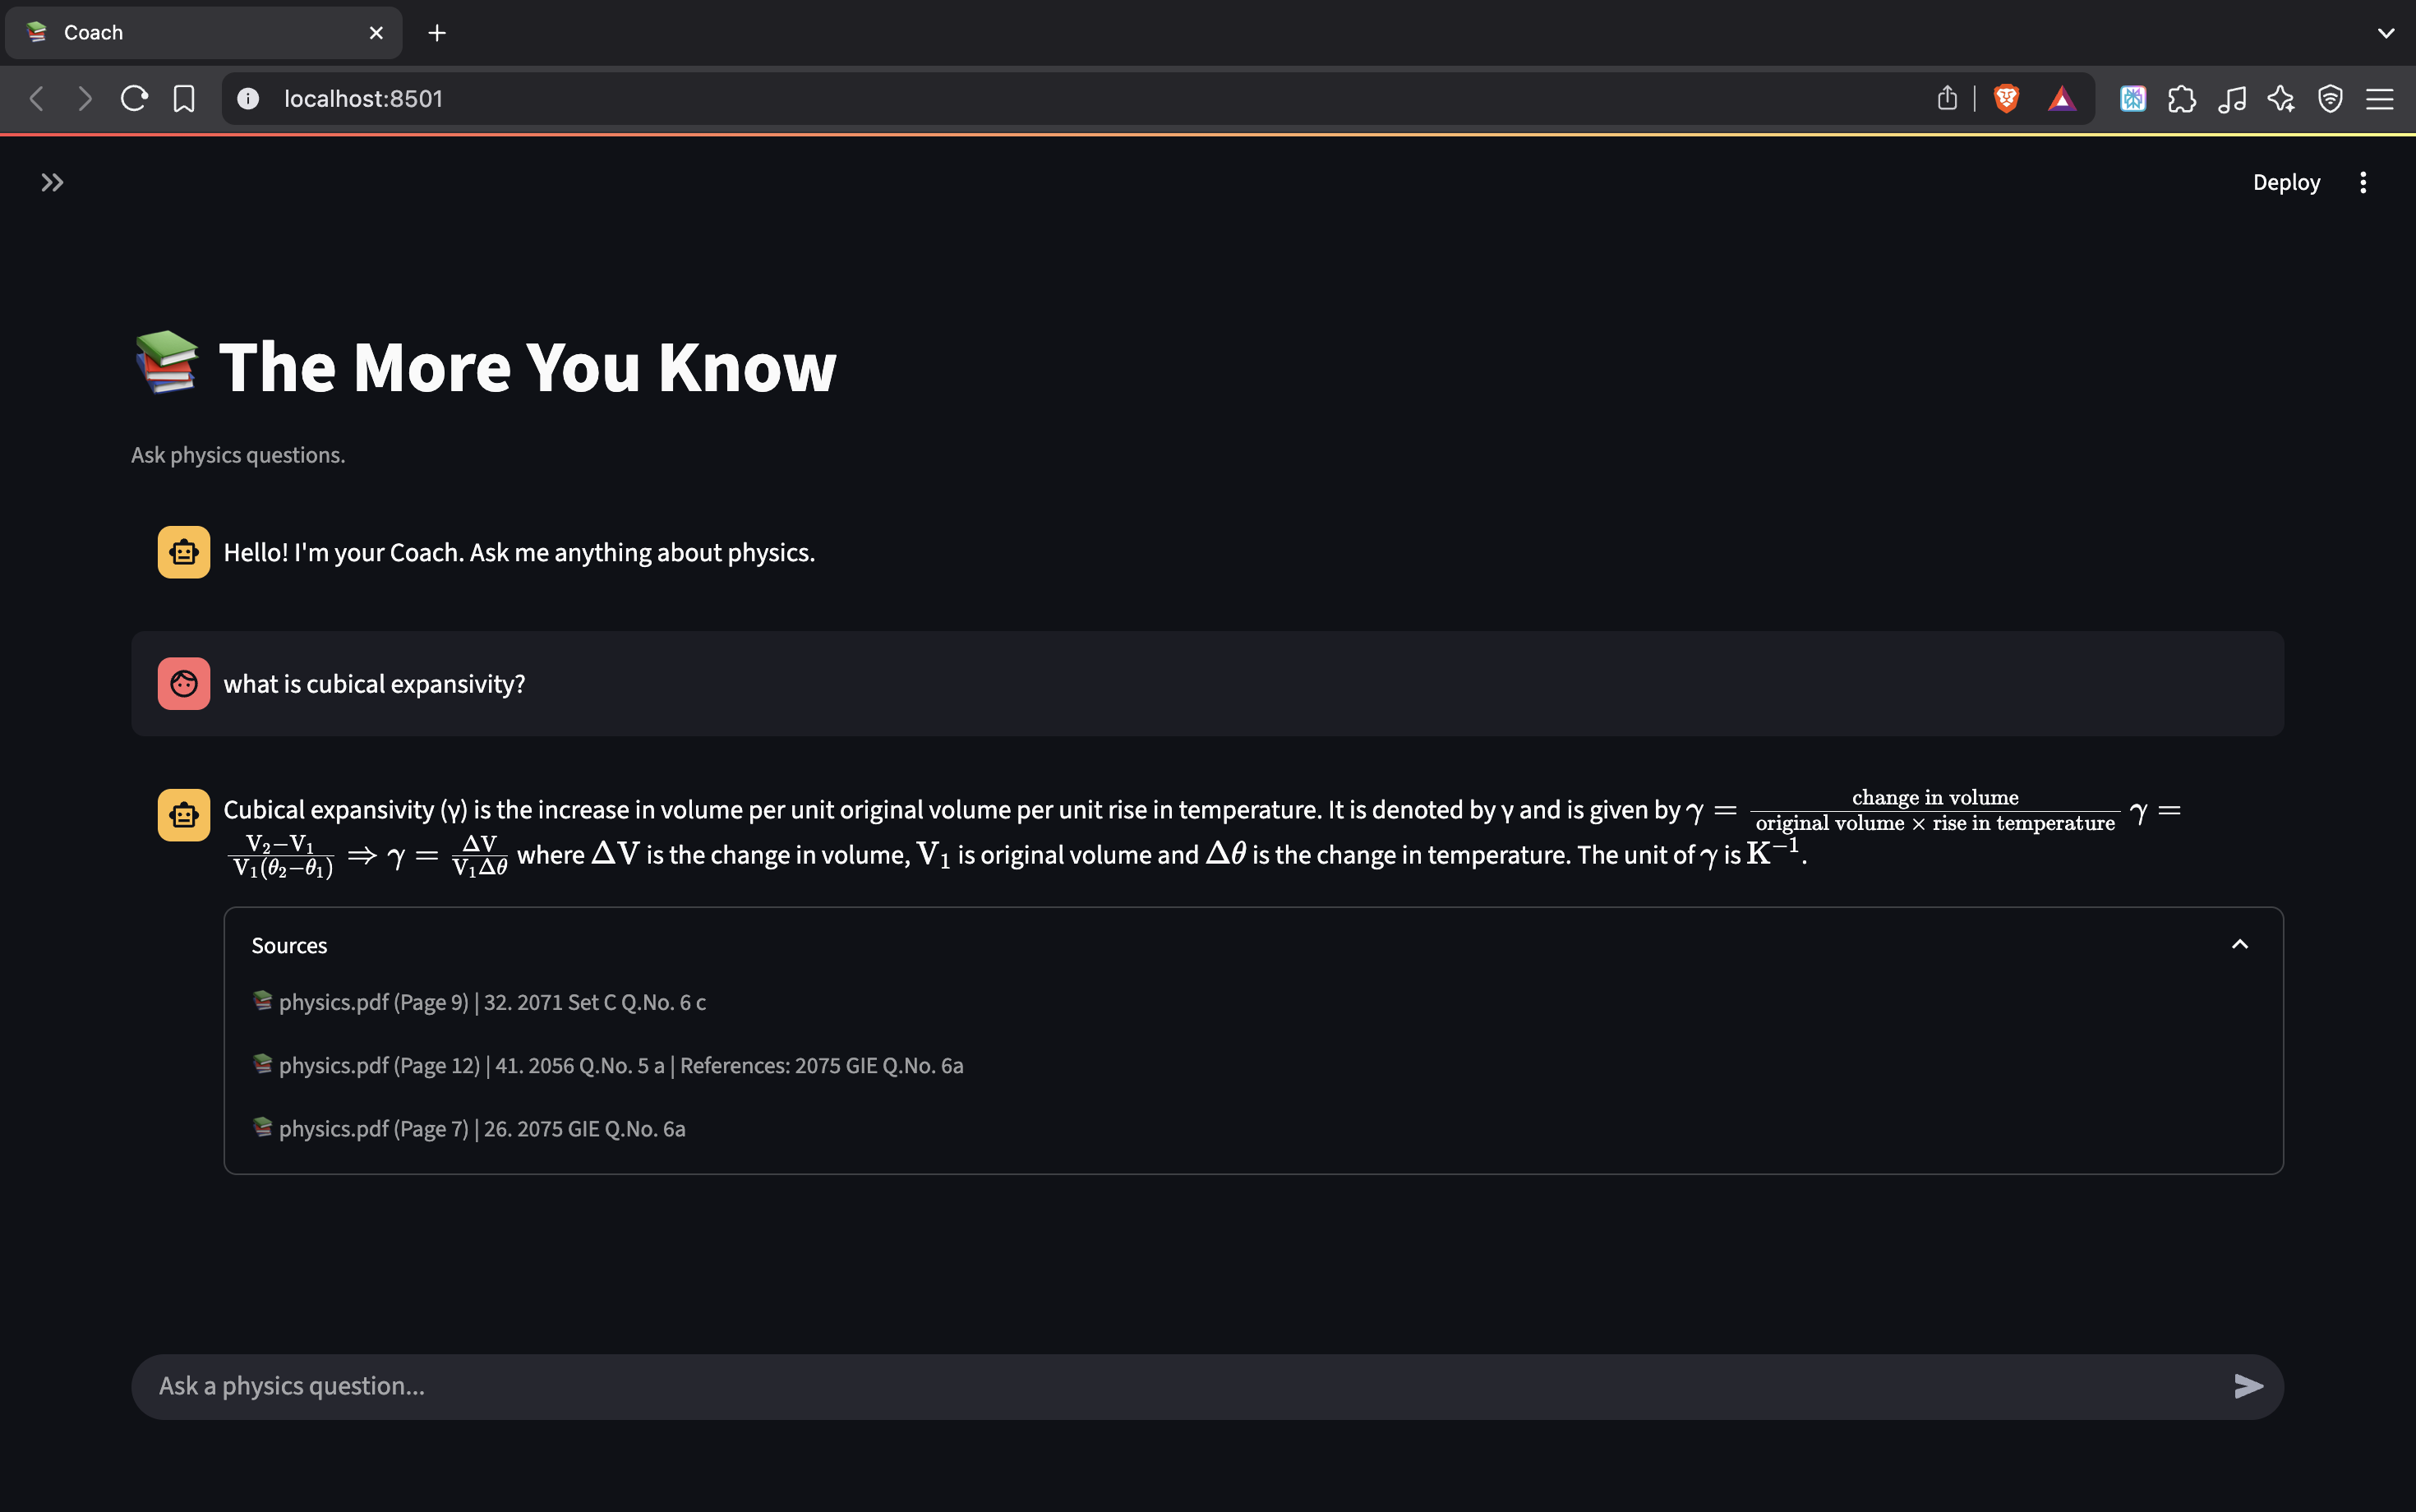 Coach
localhost:8501
Deploy
📚 The More You Know
Ask physics questions.
Hello! I'm your Coach. Ask me anything about physics.
what is cubical expansivity?
Cubical expansivity (γ) is the increase in volume per unit original volume per unit rise in temperature. It is denoted by γ and is given by $\gamma = \frac{\text{change in volume}}{\text{original volume} \times \text{rise in temperature}}$ $\gamma =$
$\frac{V_2 - V_1}{V_1(\theta_2 - \theta_1)} \Rightarrow \gamma = \frac{\Delta V}{V_1 \Delta\theta}$ where $\Delta V$ is the change in volume, $V_1$ is original volume and $\Delta\theta$ is the change in temperature. The unit of $\gamma$ is $K^{-1}$.
Sources
📚 physics.pdf (Page 9) | 32. 2071 Set C Q.No. 6 c
📚 physics.pdf (Page 12) | 41. 2056 Q.No. 5 a | References: 2075 GIE Q.No. 6a
📚 physics.pdf (Page 7) | 26. 2075 GIE Q.No. 6a
Ask a physics question...